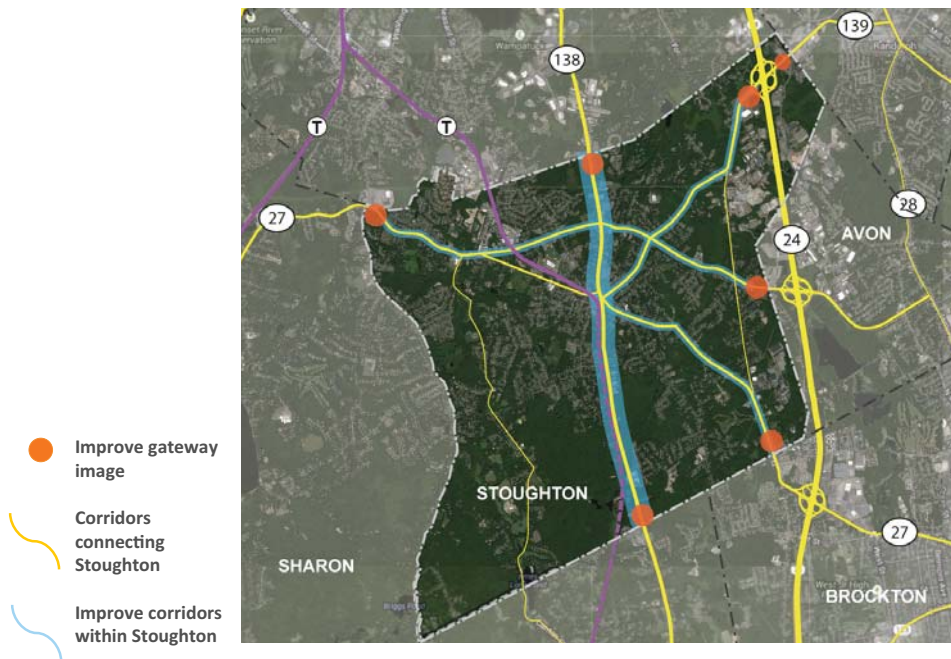 139
138
T
T
27
28
AVON
24
STOUGHTON
SHARON
27
BROCKTON
Improve gateway
image
Corridors
connecting
Stoughton
Improve corridors
within Stoughton